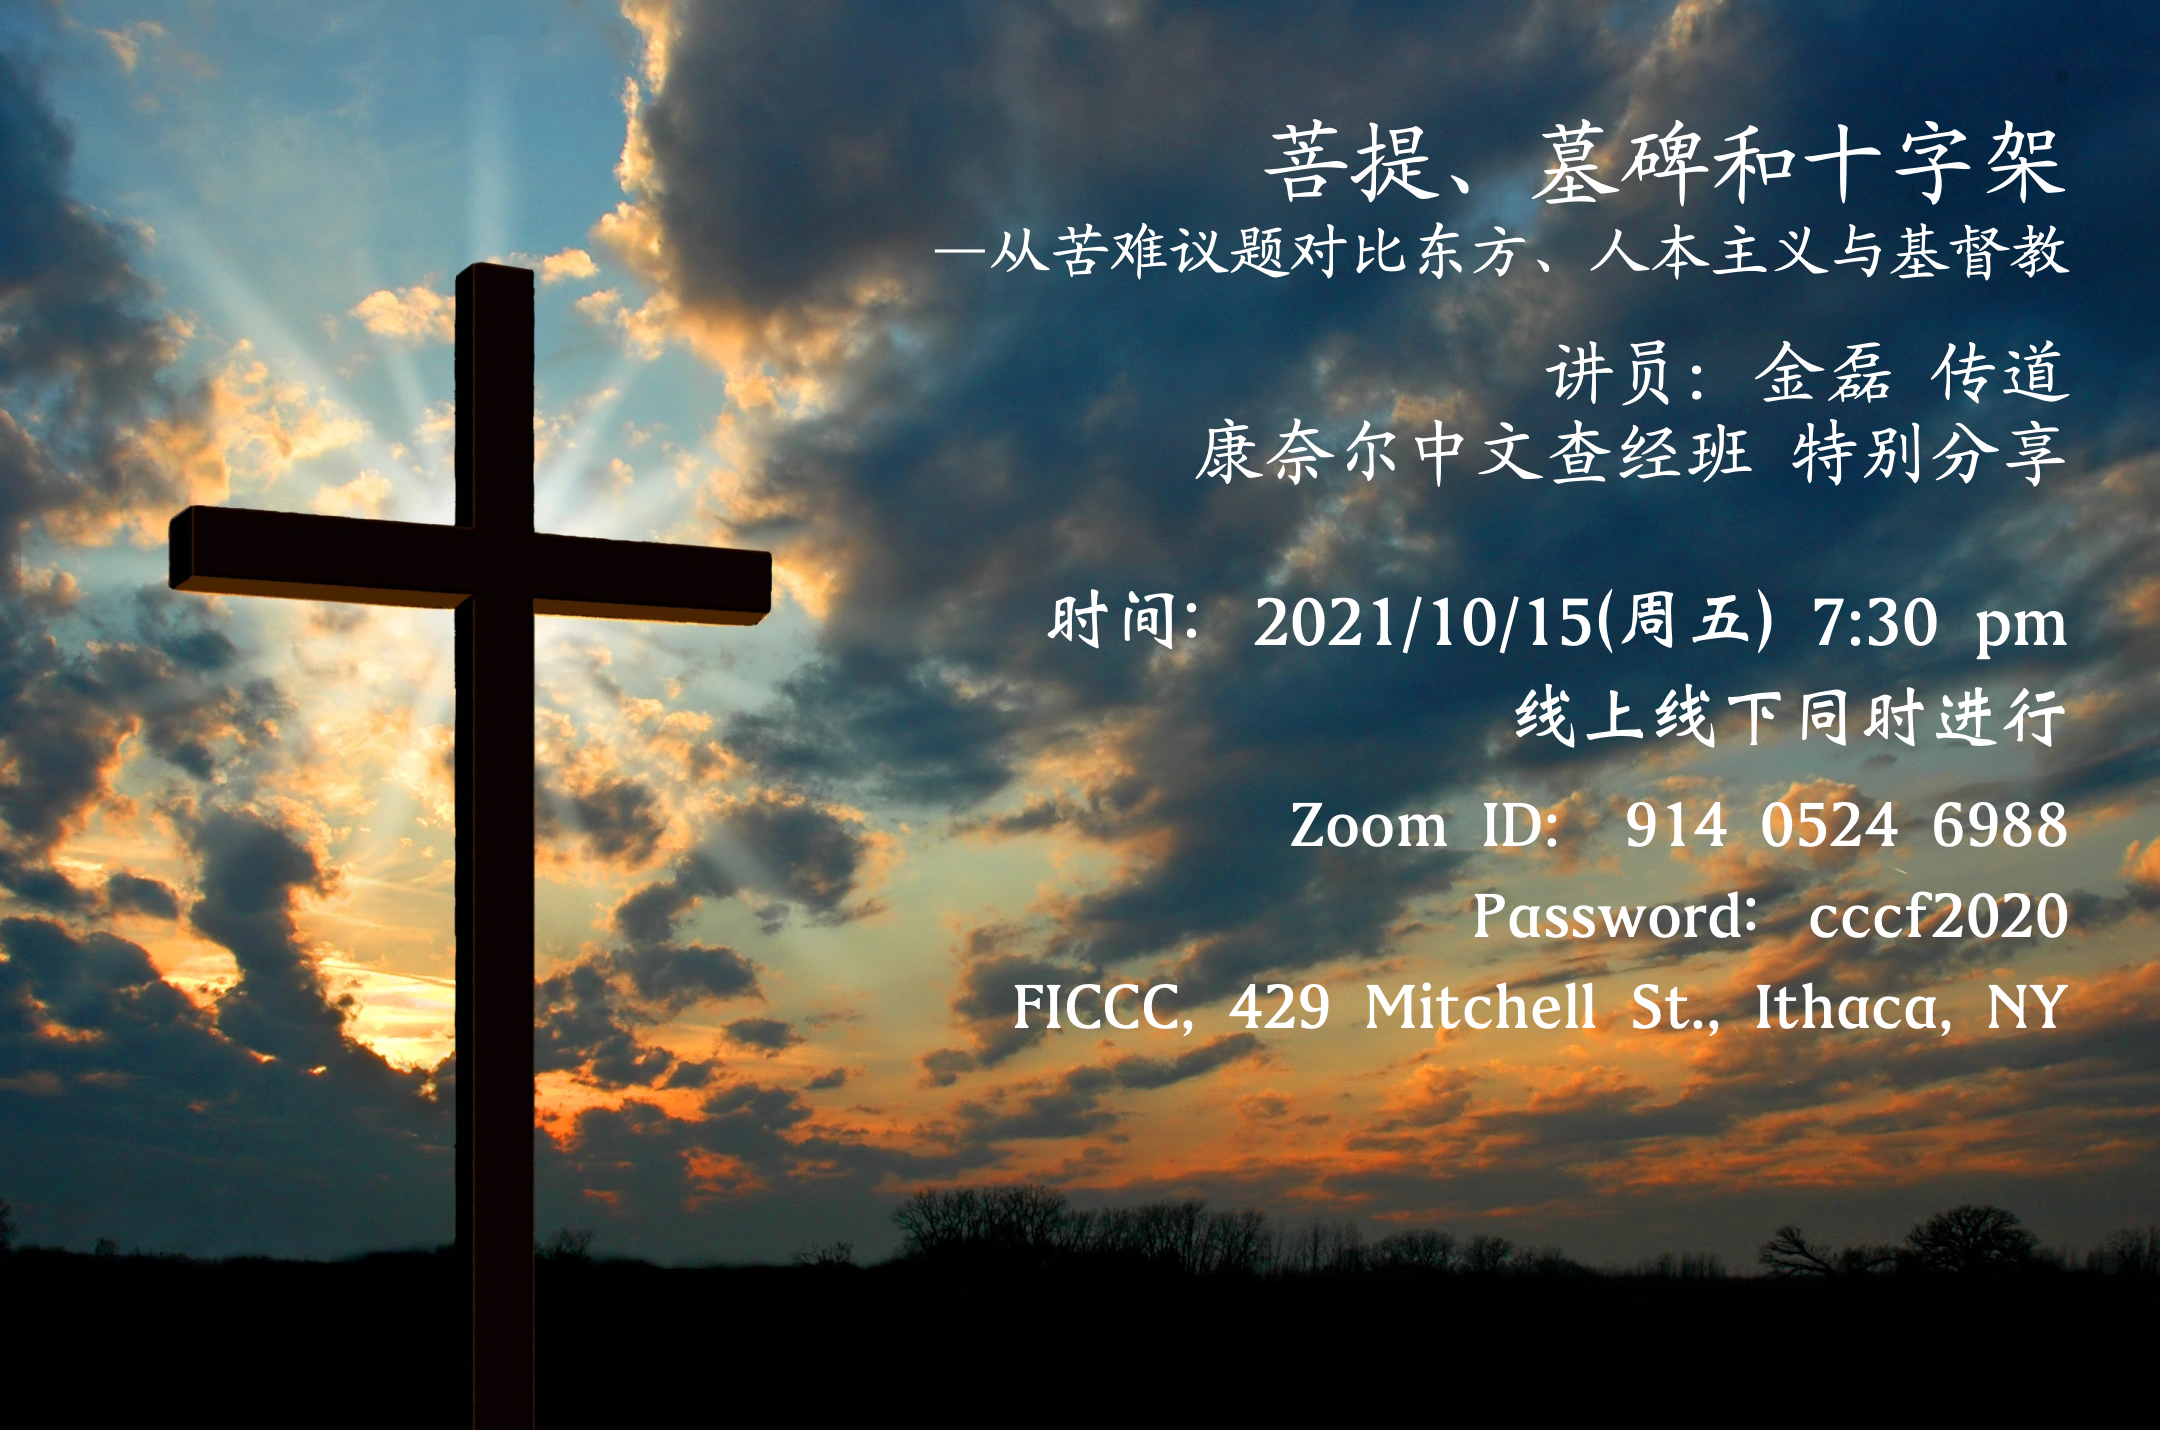 菩提、墓碑和十字架
—从苦难议题对比东方、人本主义与基督教
讲员：金磊 传道
康奈尔中文查经班 特别分享
时间： 2021/10/15(周五) 7:30 pm
线上线下同时进行
Zoom ID: 914 0524 6988
Password: cccf2020
FICCC, 429 Mitchell St., Ithaca, NY